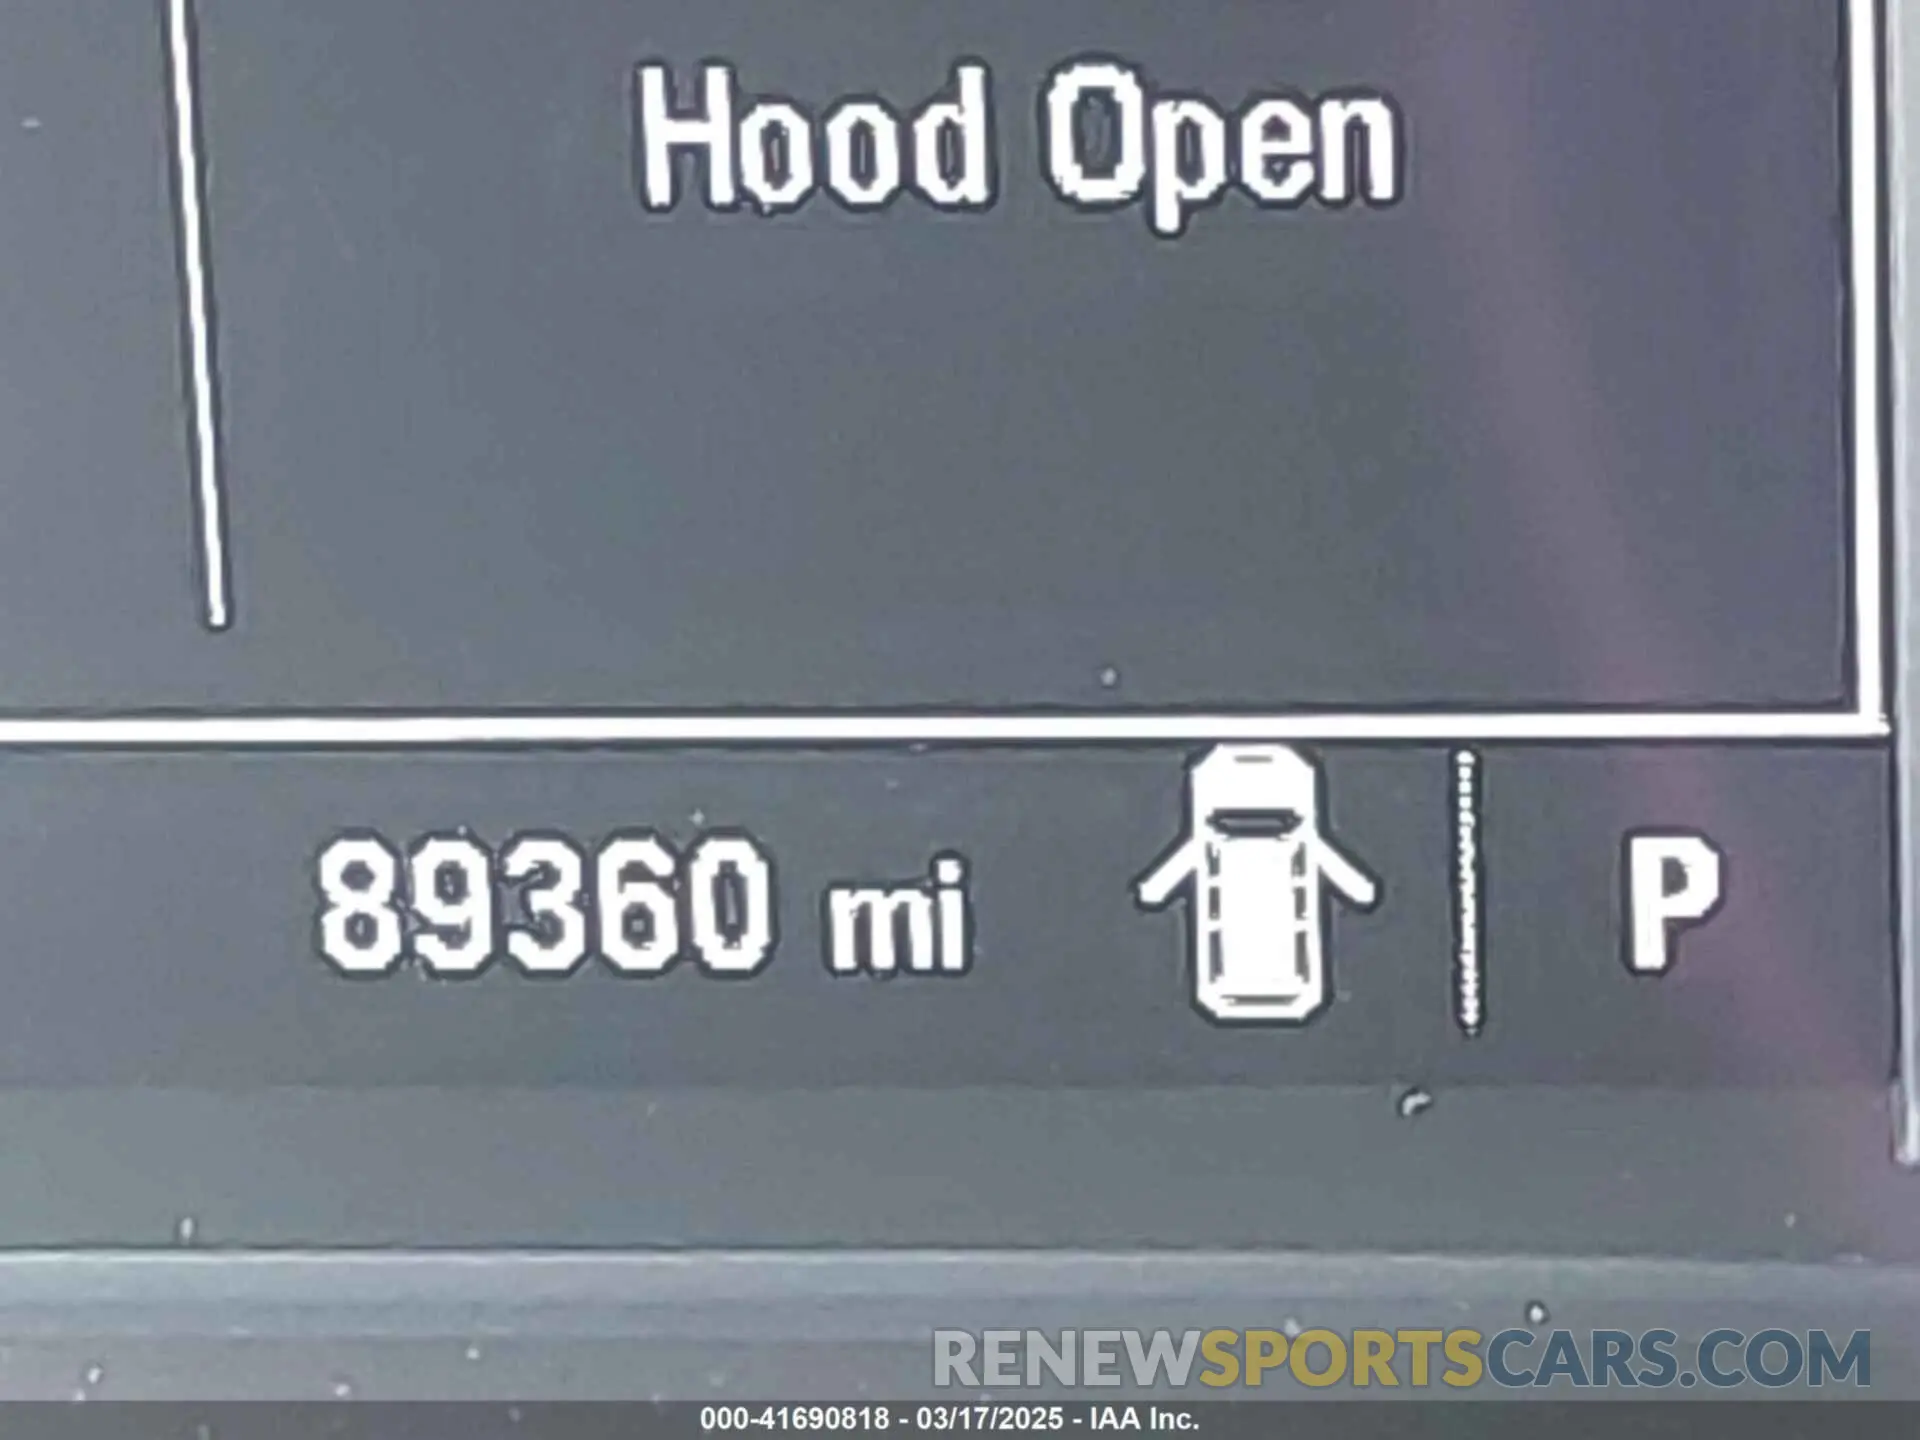 Hood Open
89360 mi P
RENEWSPORTSCARS.COM
000-41690818 - 03/17/2025 - IAA Inc.